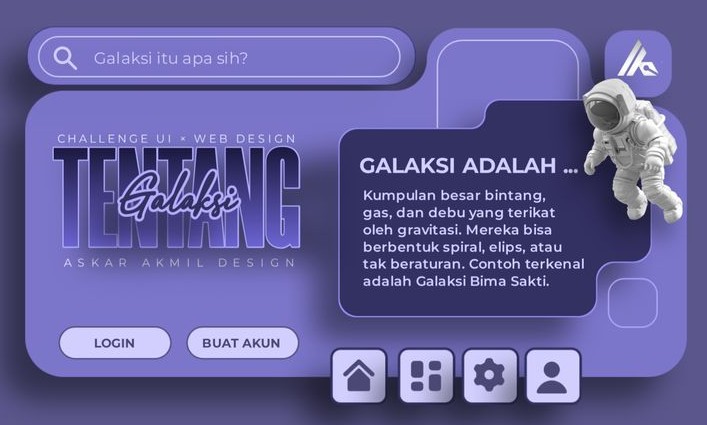 Galaksi itu apa sih?
CHALLENGE UI × WEB DESIGN
TENTANG
Galaksi
ASKAR AKMIL DESIGN
LOGIN
BUAT AKUN
GALAKSI ADALAH ...
Kumpulan besar bintang,
gas, dan debu yang terikat
oleh gravitasi. Mereka bisa
berbentuk spiral, elips, atau
tak beraturan. Contoh terkenal
adalah Galaksi Bima Sakti.